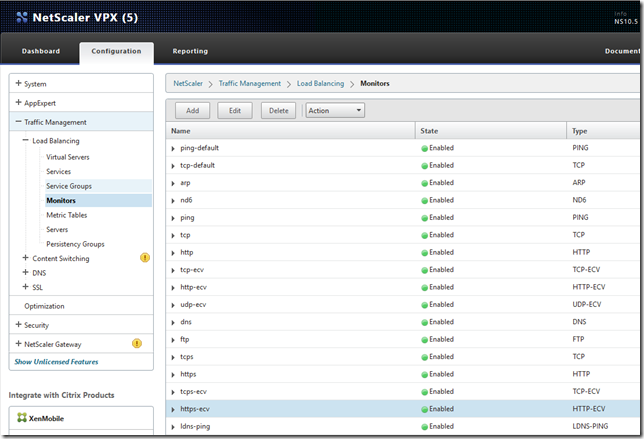 NetScaler VPX (5)
Info
NS10.5
Dashboard
Configuration
Reporting
Document
System
AppExpert
Traffic Management
Load Balancing
Virtual Servers
Services
Service Groups
Monitors
Metric Tables
Servers
Persistency Groups
Content Switching
DNS
SSL
Optimization
Security
NetScaler Gateway
Show Unlicensed Features
Integrate with Citrix Products
XenMobile
NetScaler > Traffic Management > Load Balancing > Monitors
Add Edit Delete Action
Name State Type
ping-default Enabled PING
tcp-default Enabled TCP
arp Enabled ARP
nd6 Enabled ND6
ping Enabled PING
tcp Enabled TCP
http Enabled HTTP
tcp-ecv Enabled TCP-ECV
http-ecv Enabled HTTP-ECV
udp-ecv Enabled UDP-ECV
dns Enabled DNS
ftp Enabled FTP
tcps Enabled TCP
https Enabled HTTP
tcps-ecv Enabled TCP-ECV
https-ecv Enabled HTTP-ECV
ldns-ping Enabled LDNS-PING